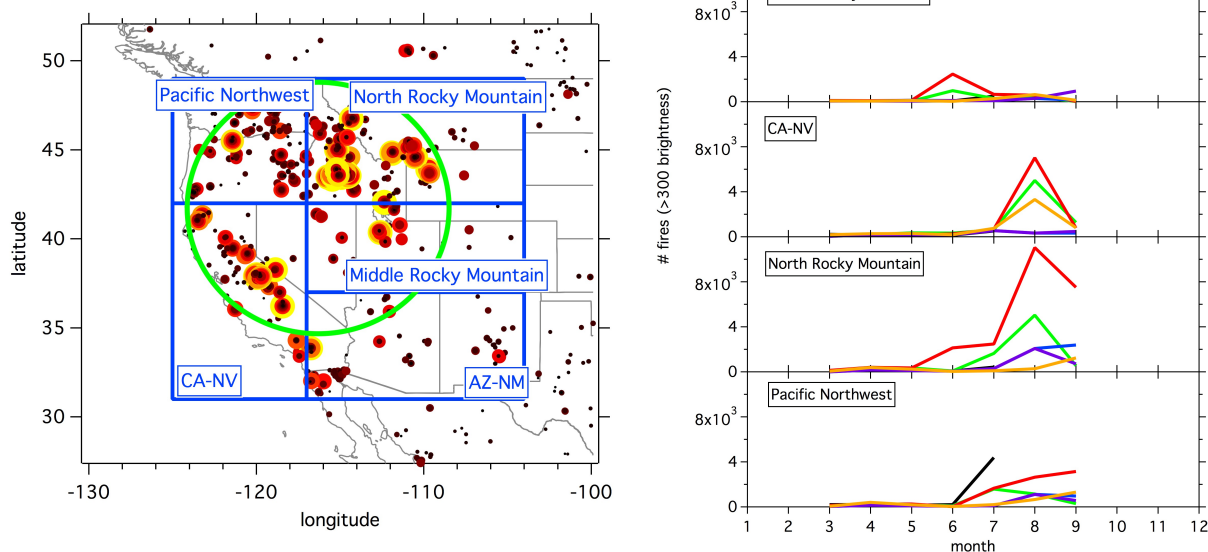 50
45
40
35
30
latitude
-130
-120
-110
-100
longitude
Pacific Northwest
North Rocky Mountain
Middle Rocky Mountain
CA-NV
AZ-NM
# fires (>300 brightness)
8x10³
4
0
CA-NV
8x10³
4
0
North Rocky Mountain
8x10³
4
0
Pacific Northwest
8x10³
4
0
1 2 3 4 5 6 7 8 9 10 11 12
month